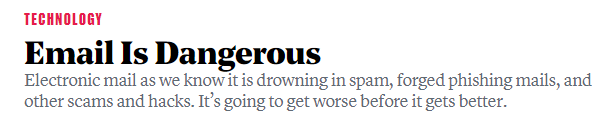 TECHNOLOGY
Email Is Dangerous
Electronic mail as we know it is drowning in spam, forged phishing mails, and
other scams and hacks. It’s going to get worse before it gets better.